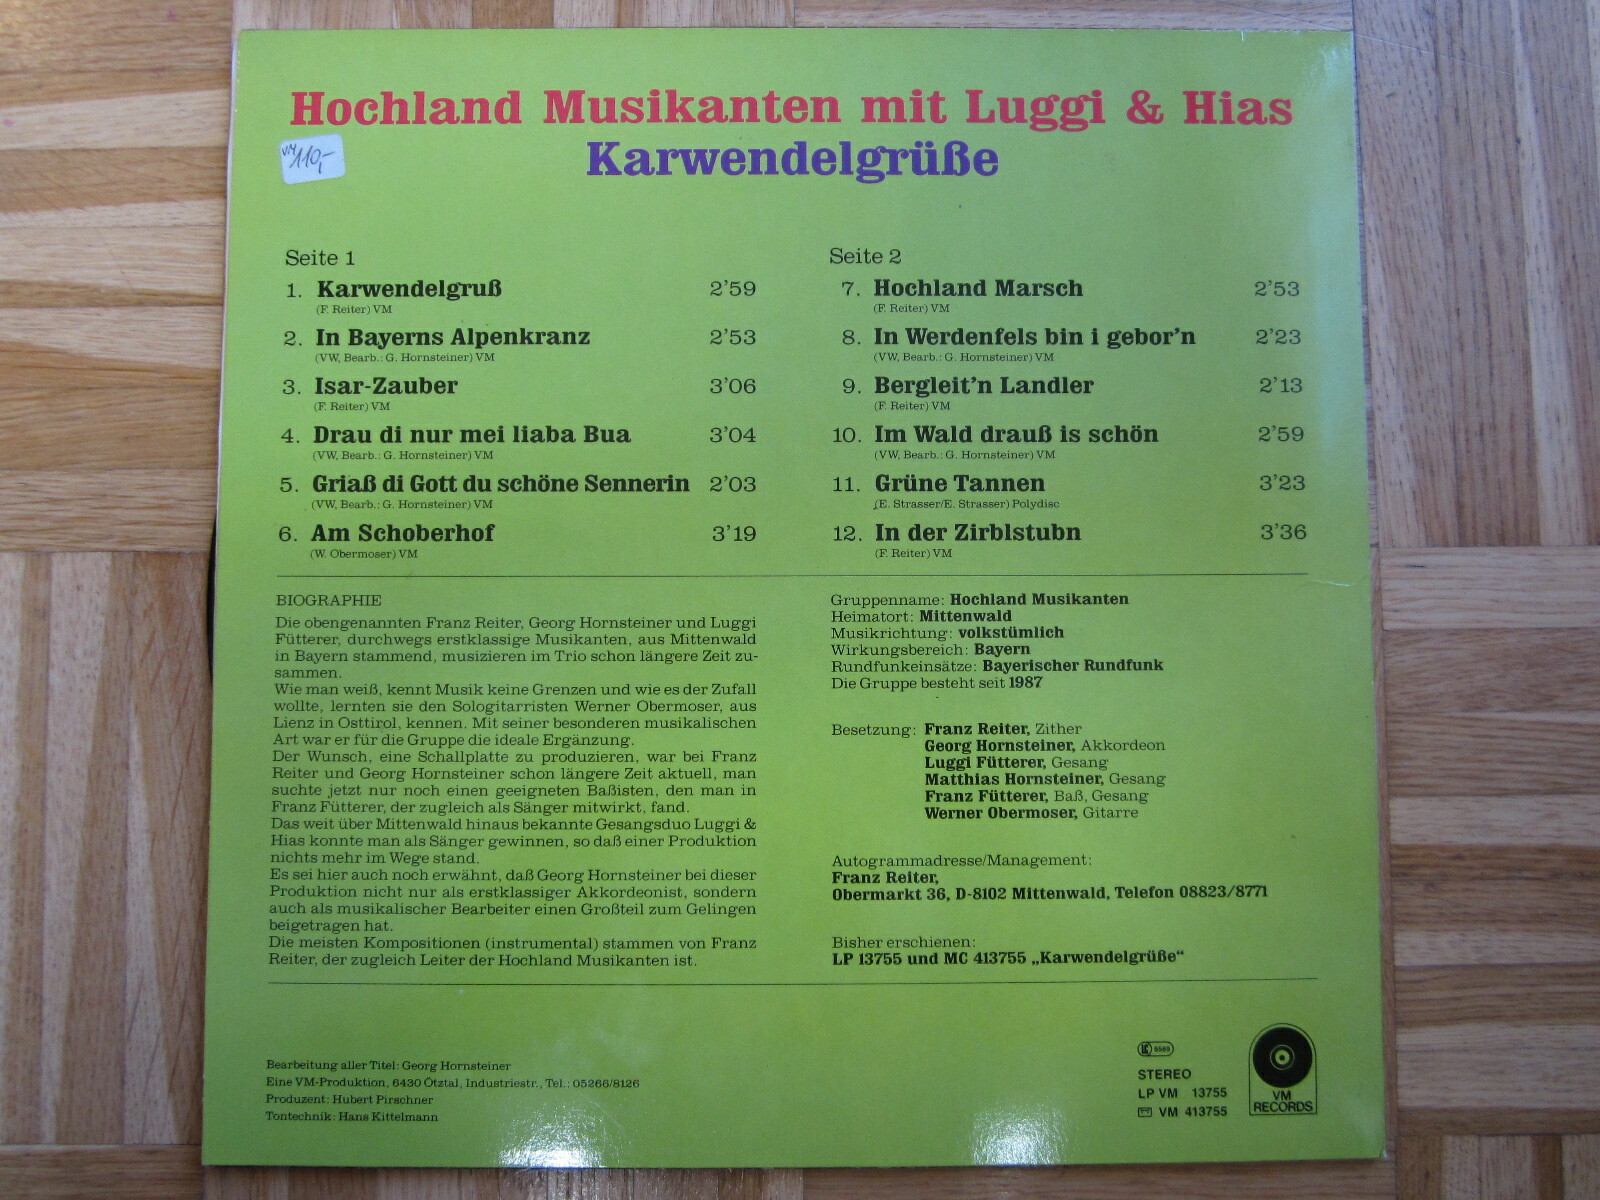 Hochland Musikanten mit Luggi & Hias
VM 110,-
Karwendelgrüße
Seite 1
1. Karwendelgruß 2'59
(F. Reiter) VM
2. In Bayerns Alpenkranz 2'53
(VW, Bearb.: G. Hornsteiner) VM
3. Isar-Zauber 3'06
(F. Reiter) VM
4. Drau di nur mei liaba Bua 3'04
(VW, Bearb.: G. Hornsteiner) VM
5. Griaß di Gott du schöne Sennerin 2'03
(VW, Bearb.: G. Hornsteiner) VM
6. Am Schoberhof 3'19
(W. Obermoser) VM
Seite 2
7. Hochland Marsch 2'53
(F. Reiter) VM
8. In Werdenfels bin i gebor'n 2'23
(VW, Bearb.: G. Hornsteiner) VM
9. Bergleit'n Landler 2'13
(F. Reiter) VM
10. Im Wald drauß is schön 2'59
(VW, Bearb.: G. Hornsteiner) VM
11. Grüne Tannen 3'23
(E. Strasser/E. Strasser) Polydisc
12. In der Zirblstubn 3'36
(F. Reiter) VM
BIOGRAPHIE
Die obengenannten Franz Reiter, Georg Hornsteiner und Luggi
Fütterer, durchwegs erstklassige Musikanten, aus Mittenwald
in Bayern stammend, musizieren im Trio schon längere Zeit zu-
sammen.
Wie man weiß, kennt Musik keine Grenzen und wie es der Zufall
wollte, lernten sie den Sologitarristen Werner Obermoser, aus
Lienz in Osttirol, kennen. Mit seiner besonderen musikalischen
Art war er für die Gruppe die ideale Ergänzung.
Der Wunsch, eine Schallplatte zu produzieren, war bei Franz
Reiter und Georg Hornsteiner schon längere Zeit aktuell, man
suchte jetzt nur noch einen geeigneten Baßisten, den man in
Franz Fütterer, der zugleich als Sänger mitwirkt, fand.
Das weit über Mittenwald hinaus bekannte Gesangsduo Luggi &
Hias konnte man als Sänger gewinnen, so daß einer Produktion
nichts mehr im Wege stand.
Es sei hier auch noch erwähnt, daß Georg Hornsteiner bei dieser
Produktion nicht nur als erstklassiger Akkordeonist, sondern
auch als musikalischer Bearbeiter einen Großteil zum Gelingen
beigetragen hat.
Die meisten Kompositionen (instrumental) stammen von Franz
Reiter, der zugleich Leiter der Hochland Musikanten ist.
Gruppenname: Hochland Musikanten
Heimatort: Mittenwald
Musikrichtung: volkstümlich
Wirkungsbereich: Bayern
Rundfunkeinsätze: Bayerischer Rundfunk
Die Gruppe besteht seit 1987
Besetzung: Franz Reiter, Zither
Georg Hornsteiner, Akkordeon
Luggi Fütterer, Gesang
Matthias Hornsteiner, Gesang
Franz Fütterer, Baß, Gesang
Werner Obermoser, Gitarre
Autogrammadresse/Management:
Franz Reiter,
Obermarkt 36, D-8102 Mittenwald, Telefon 08823/8771
Bisher erschienen:
LP 13755 und MC 413755 „Karwendelgrüße“
Bearbeitung aller Titel: Georg Hornsteiner
Eine VM-Produktion, 6430 Ötztal, Industriestr., Tel.: 05266/8126
Produzent: Hubert Pirschner
Tontechnik: Hans Kittelmann
LC 8589
STEREO
LP VM 13755
VM 413755
VM
RECORDS